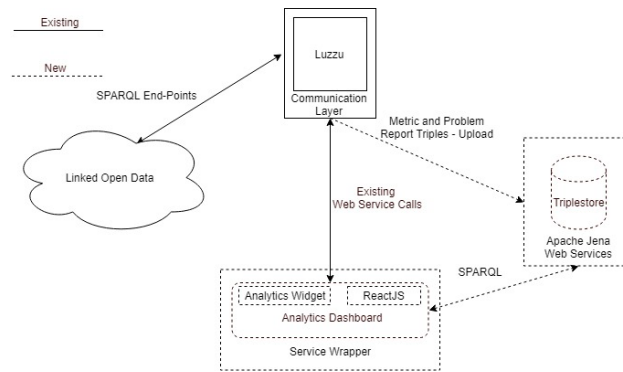 Existing
New
Luzzu
Communication
Layer
SPARQL End-Points
Metric and Problem
Report Triples - Upload
Linked Open Data
Existing
Web Service Calls
Triplestore
Apache Jena
Web Services
SPARQL
Analytics Widget
ReactJS
Analytics Dashboard
Service Wrapper